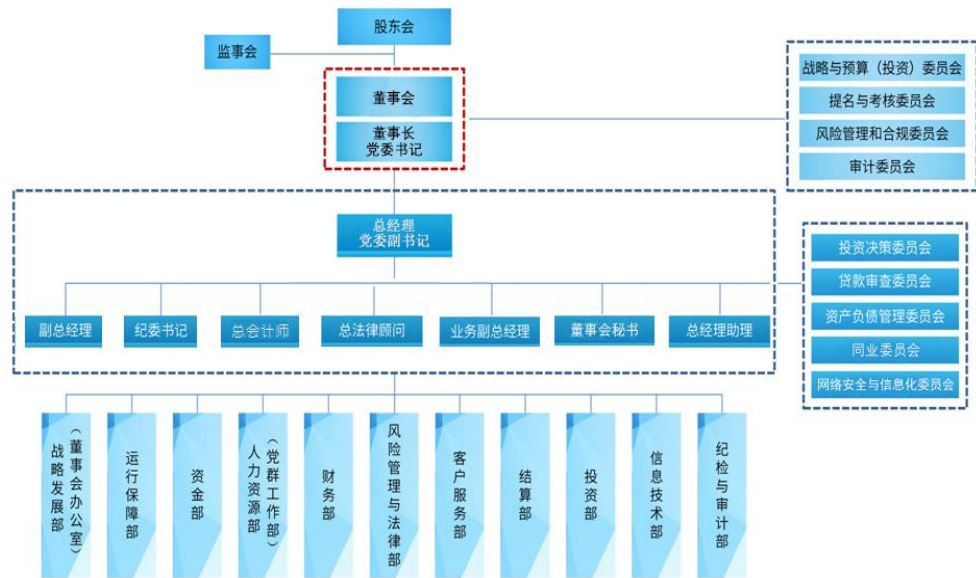 股东会
监事会
董事会
董事长
党委书记
战略与预算（投资）委员会
提名与考核委员会
风险管理和合规委员会
审计委员会
总经理
党委副书记
投资决策委员会
贷款审查委员会
资产负债管理委员会
同业委员会
网络安全与信息化委员会
副总经理
纪委书记
总会计师
总法律顾问
业务副总经理
董事会秘书
总经理助理
战略发展部
（董事会办公室）
运行保障部
资金部
人力资源部
（党群工作部）
财务部
风险管理与法律部
客户服务部
结算部
投资部
信息技术部
纪检与审计部